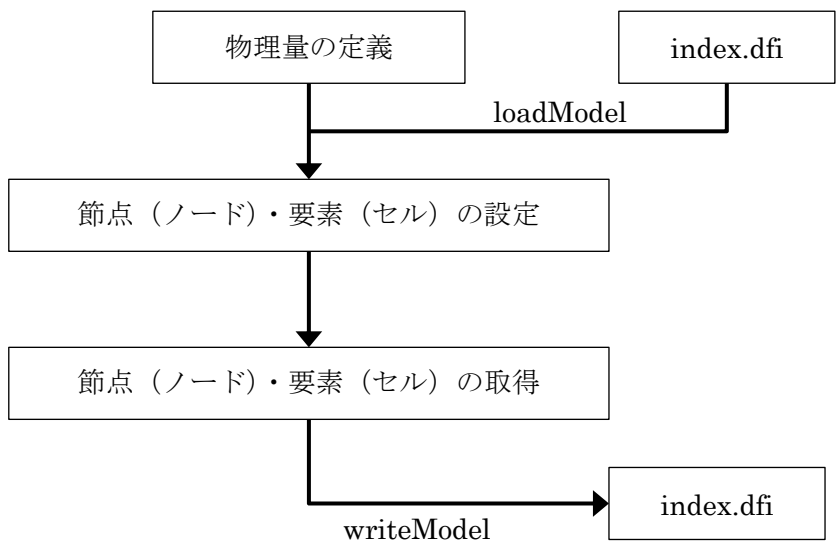 物理量の定義
index.dfi
loadModel
節点（ノード）・要素（セル）の設定
節点（ノード）・要素（セル）の取得
index.dfi
writeModel